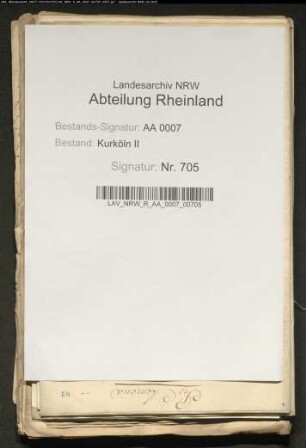 Landesarchiv NRW
Abteilung Rheinland
Bestands-Signatur: AA 0007
Bestand: Kurköln II
Signatur: Nr. 705
LAV_NRW_R_AA_0007_00705